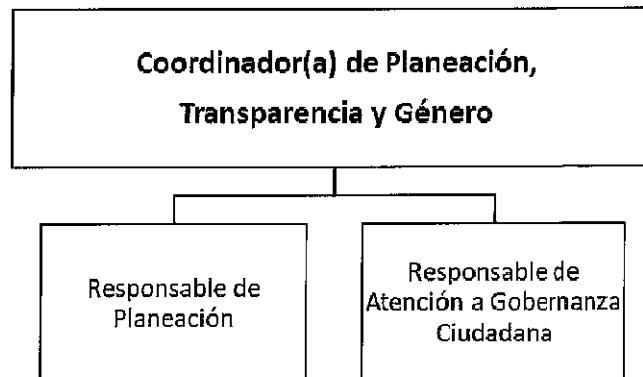 Coordinador(a) de Planeación,
Transparencia y Género
Responsable de
Planeación
Responsable de
Atención a Gobernanza
Ciudadana